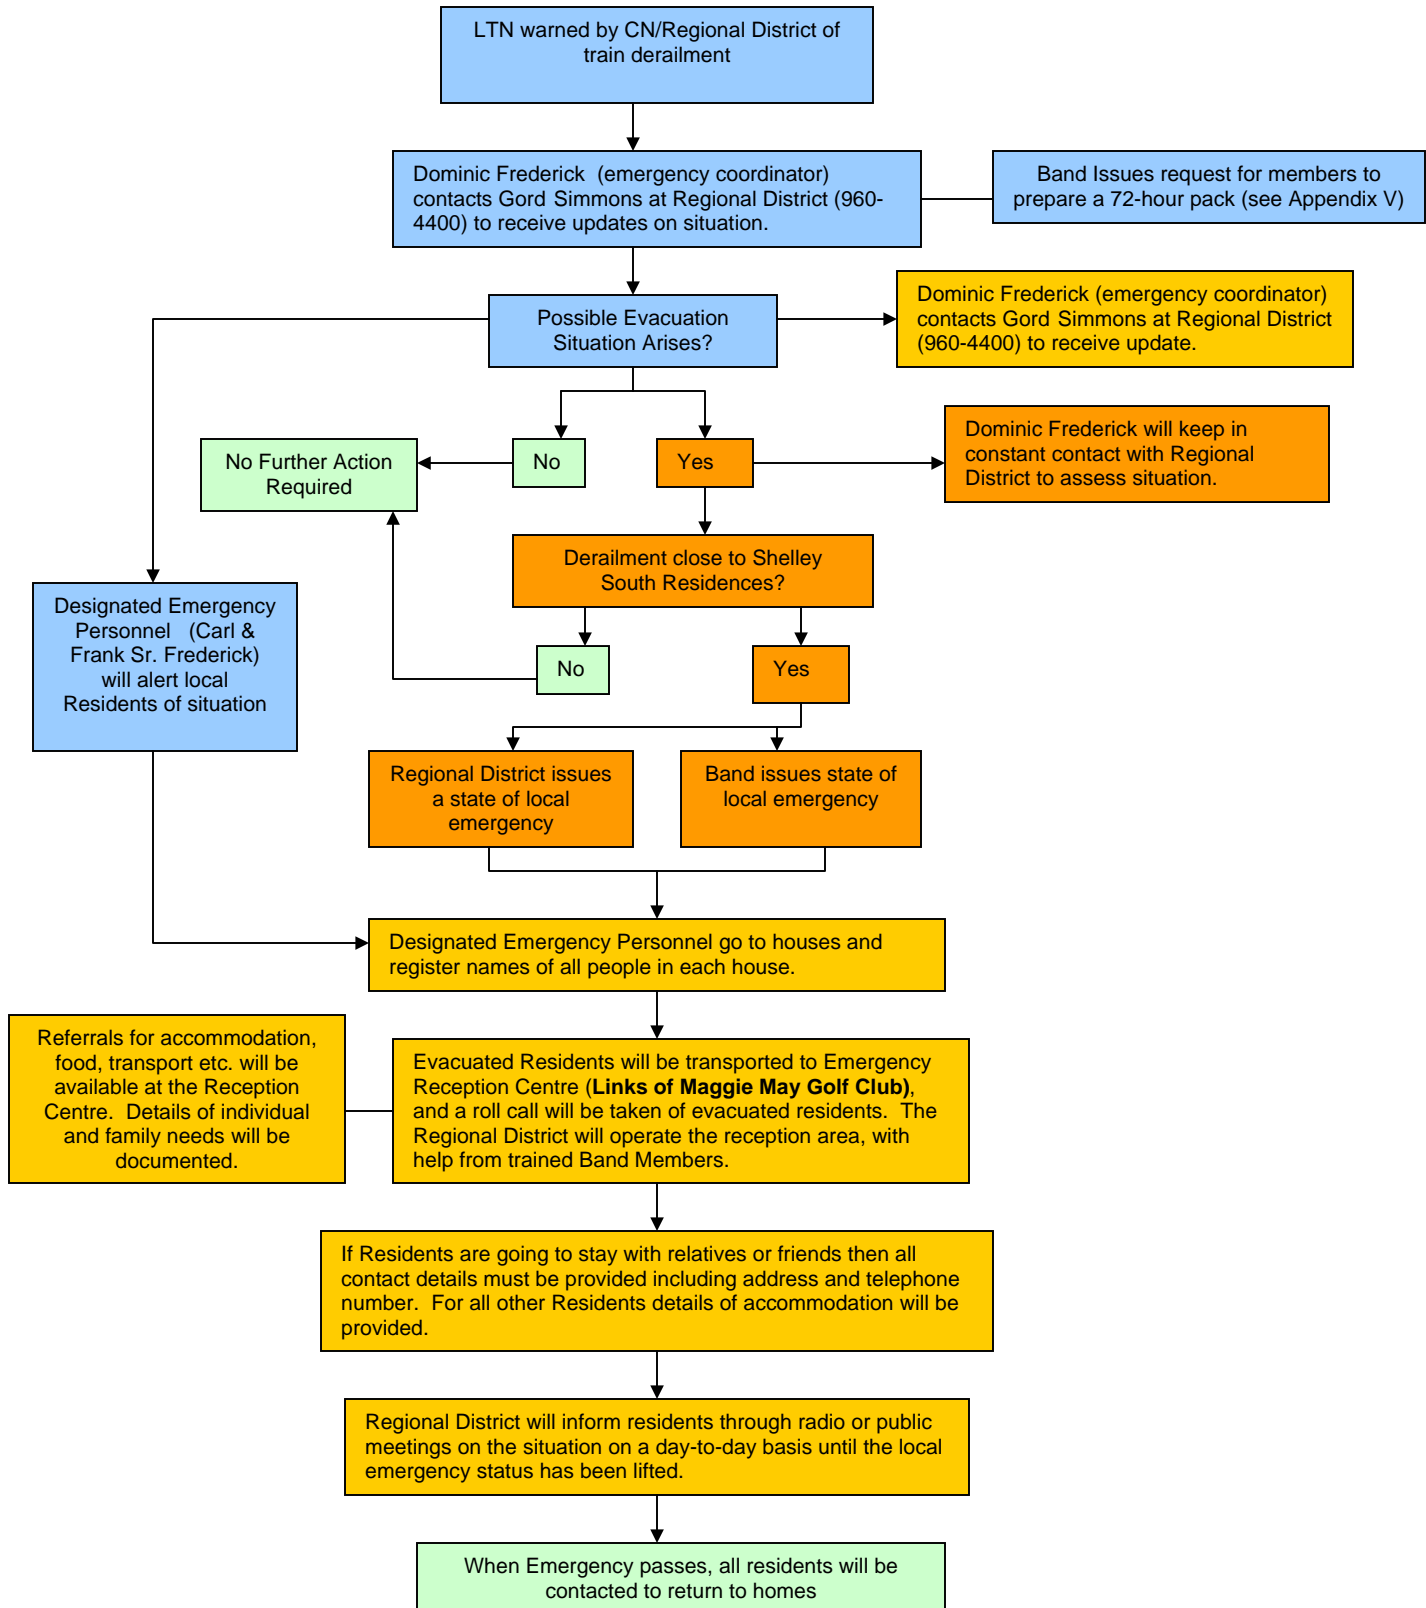 LTN warned by CN/Regional District of
train derailment
Dominic Frederick (emergency coordinator)
contacts Gord Simmons at Regional District (960-
4400) to receive updates on situation.
Band Issues request for members to
prepare a 72-hour pack (see Appendix V)
Possible Evacuation
Situation Arises?
Dominic Frederick (emergency coordinator)
contacts Gord Simmons at Regional District
(960-4400) to receive update.
No Further Action
Required
No
Yes
Dominic Frederick will keep in
constant contact with Regional
District to assess situation.
Derailment close to Shelley
South Residences?
Designated Emergency
Personnel (Carl &
Frank Sr. Frederick)
will alert local
Residents of situation
No
Yes
Regional District issues
a state of local
emergency
Band issues state of
local emergency
Designated Emergency Personnel go to houses and
register names of all people in each house.
Referrals for accommodation,
food, transport etc. will be
available at the Reception
Centre. Details of individual
and family needs will be
documented.
Evacuated Residents will be transported to Emergency
Reception Centre (Links of Maggie May Golf Club),
and a roll call will be taken of evacuated residents. The
Regional District will operate the reception area, with
help from trained Band Members.
If Residents are going to stay with relatives or friends then all
contact details must be provided including address and telephone
number. For all other Residents details of accommodation will be
provided.
Regional District will inform residents through radio or public
meetings on the situation on a day-to-day basis until the local
emergency status has been lifted.
When Emergency passes, all residents will be
contacted to return to homes